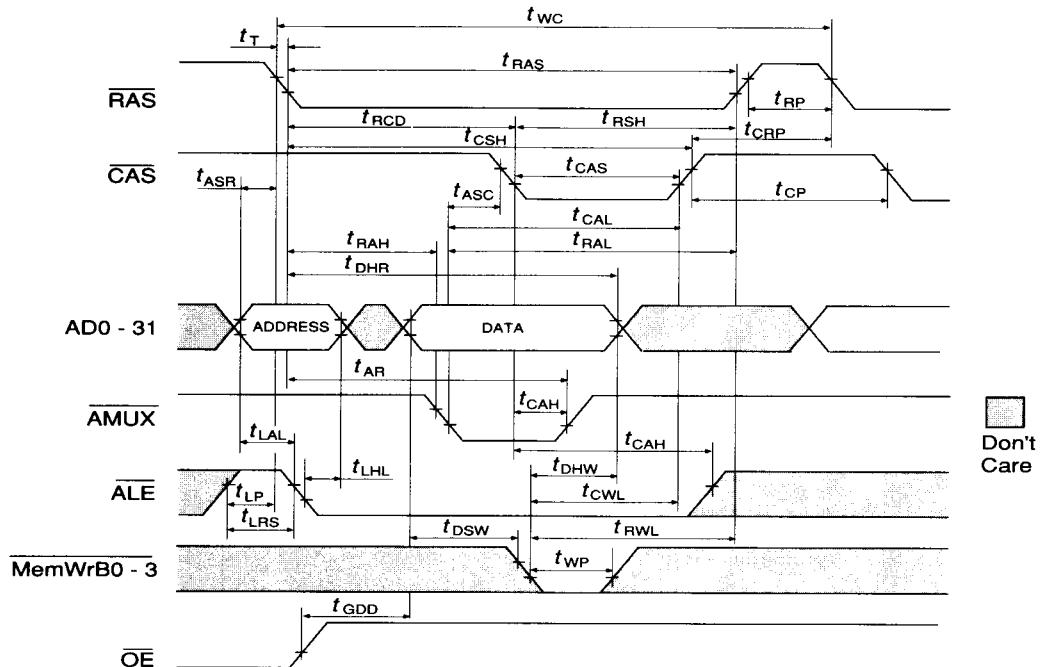 tWC
tT
tRAS
RAS
tRP
tRCD
tRSH
tCRP
tCSH
CAS
tCAS
tASR
tASC
tCP
tCAL
tRAH
tRAL
tDHR
AD0 - 31
ADDRESS
DATA
tAR
AMUX
tCAH
tLAL
tCAH
Don't
Care
tLHL
tDHW
ALE
tLP
tCWL
tLRS
tDSW
tRWL
MemWrB0 - 3
tWP
tGDD
OE